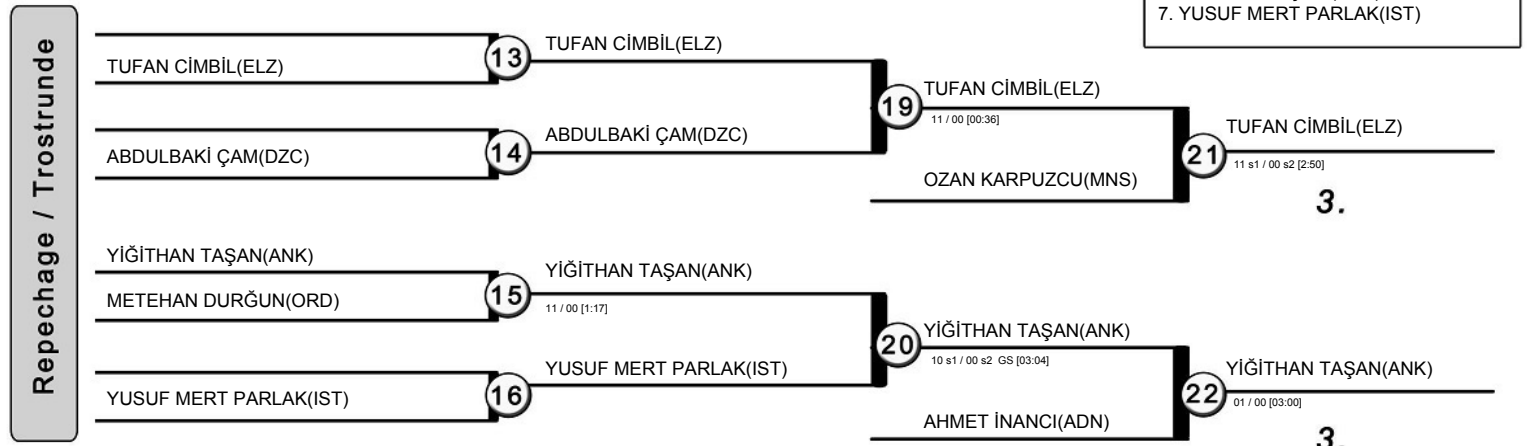 7. YUSUF MERT PARLAK(IST)
Repechage / Trostrunde
TUFAN CİMBİL(ELZ)
13
TUFAN CİMBİL(ELZ)
ABDULBAKİ ÇAM(DZC)
14
ABDULBAKİ ÇAM(DZC)
19
TUFAN CİMBİL(ELZ)
11 / 00 [00:36]
OZAN KARPUZCU(MNS)
21
TUFAN CİMBİL(ELZ)
11 s1 / 00 s2 [2:50]
3.
YİĞİTHAN TAŞAN(ANK)
METEHAN DURĞUN(ORD)
15
YİĞİTHAN TAŞAN(ANK)
11 / 00 [1:17]
YUSUF MERT PARLAK(IST)
16
YUSUF MERT PARLAK(IST)
20
YİĞİTHAN TAŞAN(ANK)
10 s1 / 00 s2 GS [03:04]
AHMET İNANCI(ADN)
22
YİĞİTHAN TAŞAN(ANK)
01 / 00 [03:00]
3.